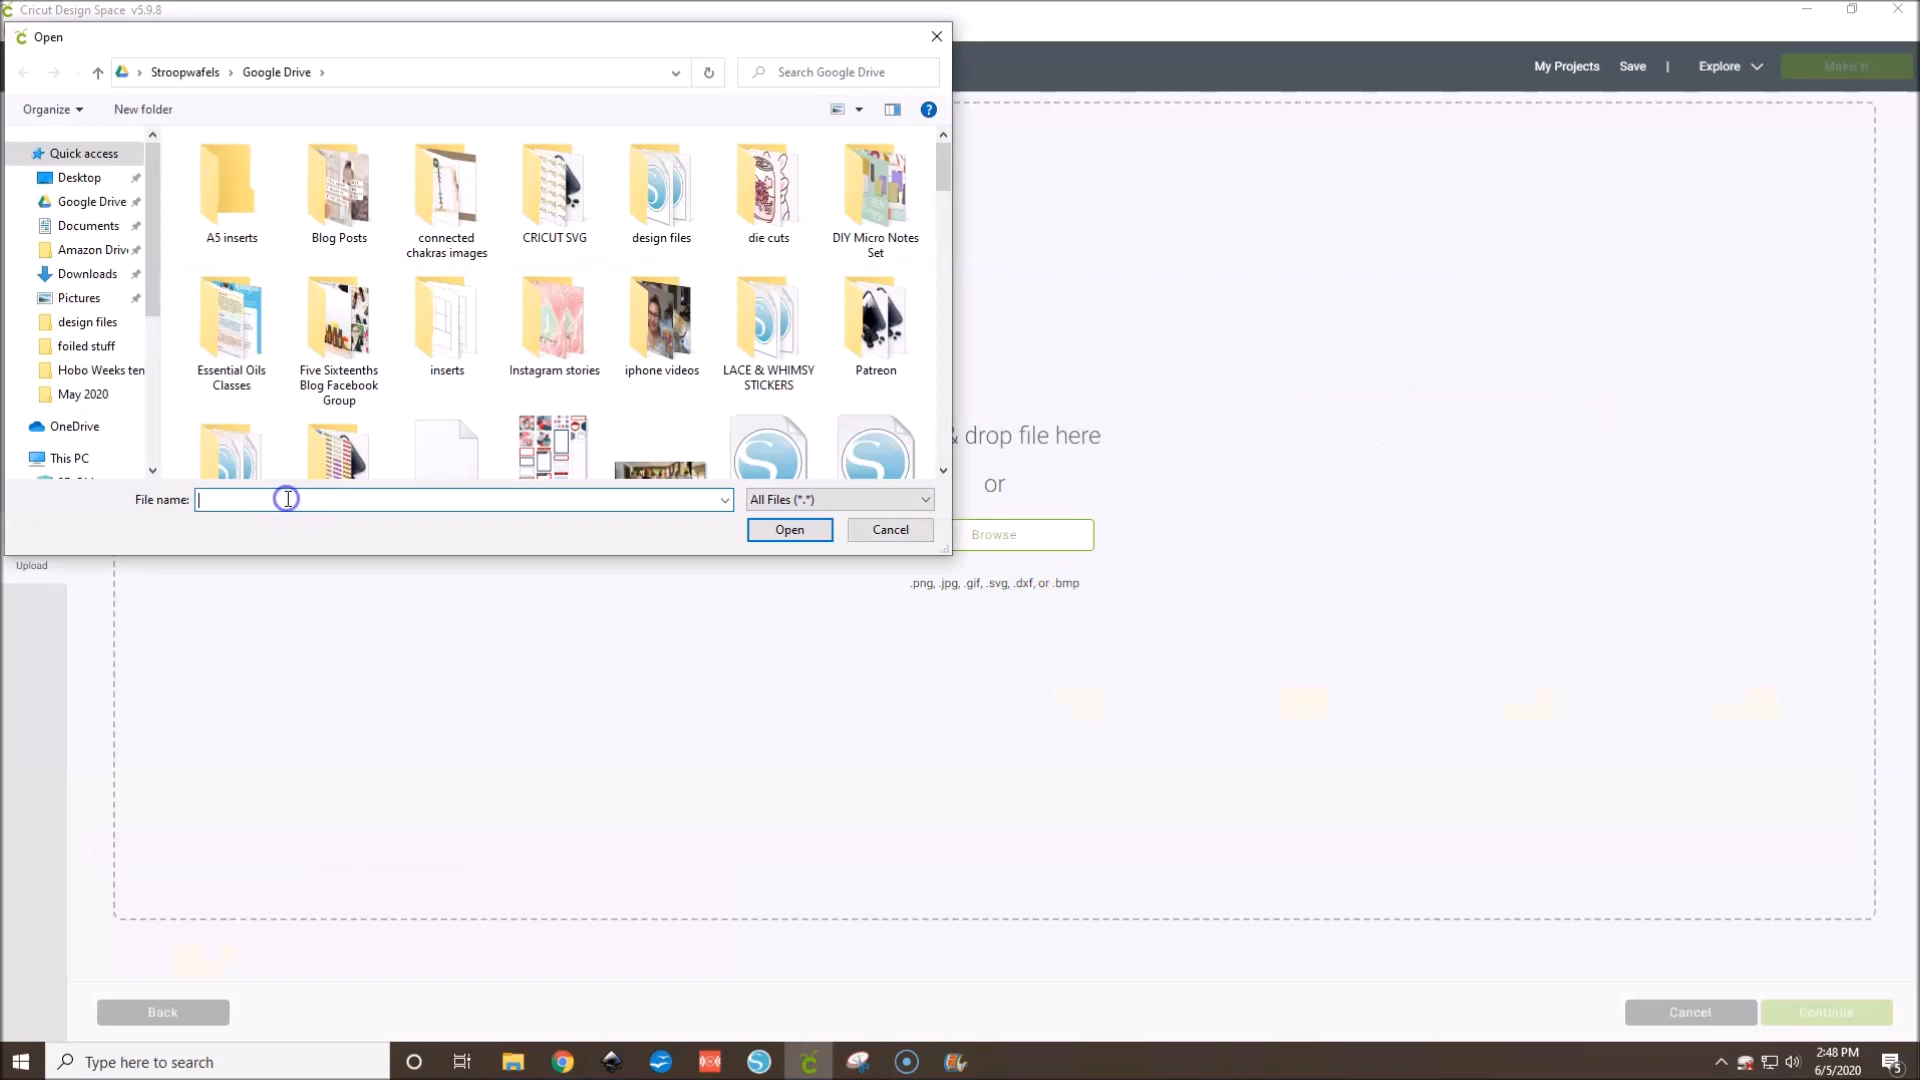 Cricut Design Space v5.9.8
Open
Stroopwafels > Google Drive >
Search Google Drive
My Projects Save | Explore
Make It
Organize
New folder
Quick access
Desktop
Google Drive
Documents
Amazon Driv
Downloads
Pictures
design files
foiled stuff
Hobo Weeks ten
May 2020
OneDrive
This PC
A5 inserts
Blog Posts
connected
chakras images
CRICUT SVG
design files
die cuts
DIY Micro Notes
Set
Essential Oils
Classes
Five Sixteenths
Blog Facebook
Group
inserts
Instagram stories
iphone videos
LACE & WHIMSY
STICKERS
Patreon
File name:
All Files (*.*)
Open
Cancel
& drop file here
or
Browse
.png, .jpg, .gif, .svg, .dxf, or .bmp
Upload
Back
Cancel
Continue
Type here to search
2:48 PM
6/5/2020
5